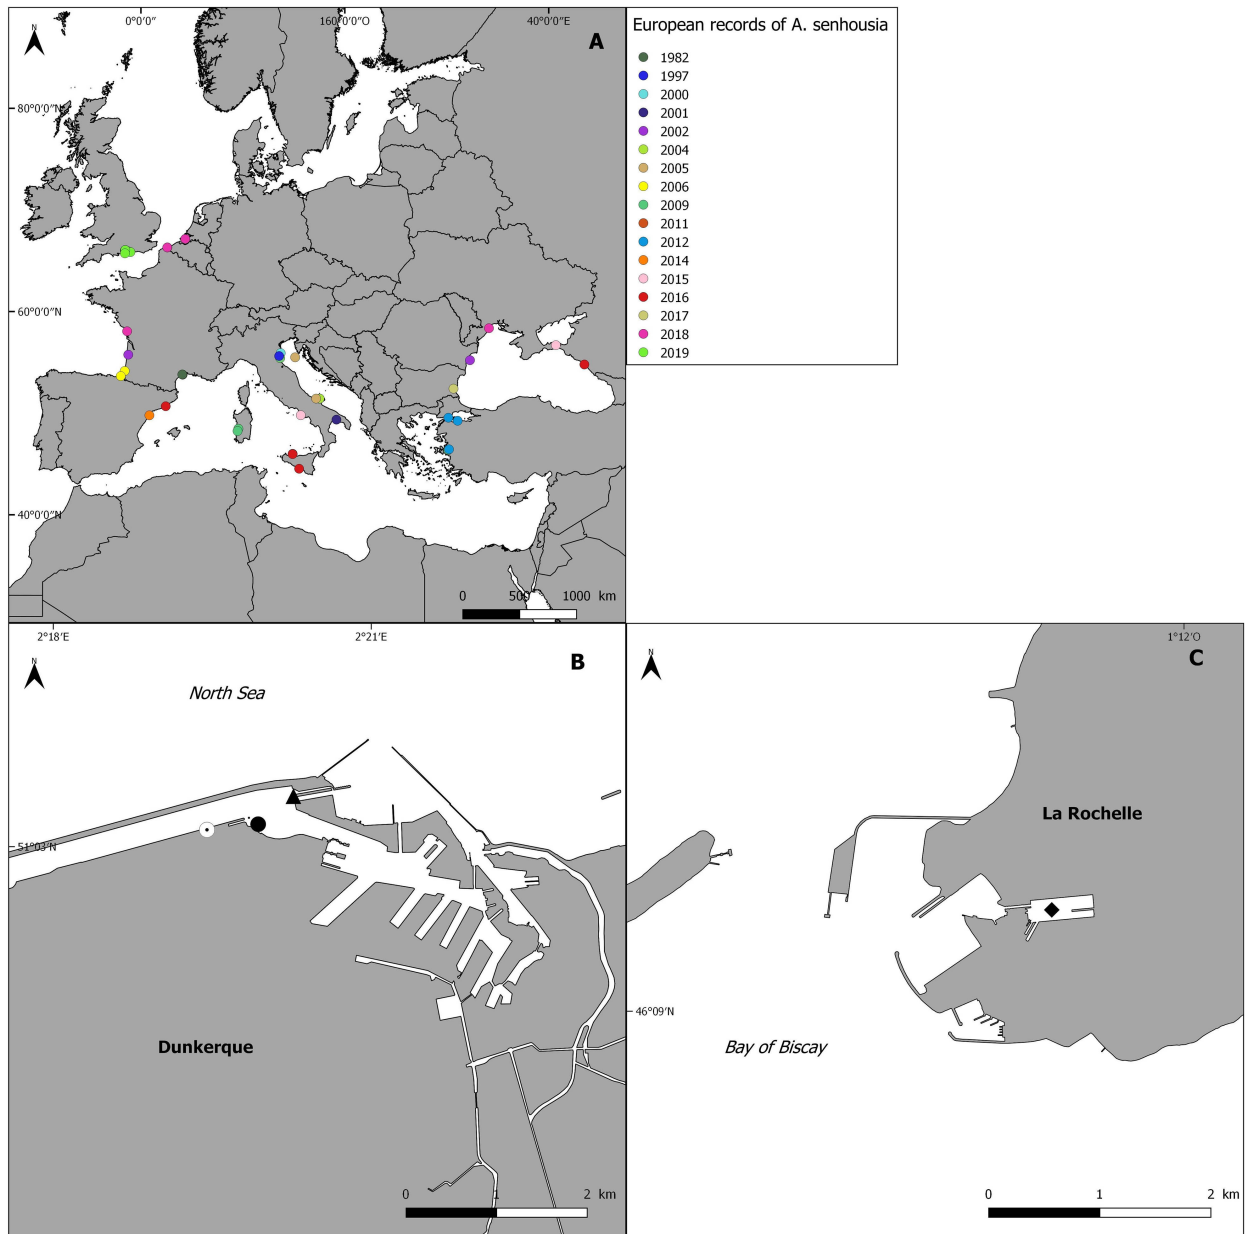 0°0′0″
160°0′0″O
40°0′0″E
N
A
80°0′0″N
60°0′0″N
40°0′0″N
0 500 1000 km
European records of A. senhousia
1982
1997
2000
2001
2002
2004
2005
2006
2009
2011
2012
2014
2015
2016
2017
2018
2019
2°18′E
2°21′E
N
B
North Sea
51°03′N
Dunkerque
0 1 2 km
1°12′O
N
C
La Rochelle
46°09′N
Bay of Biscay
0 1 2 km